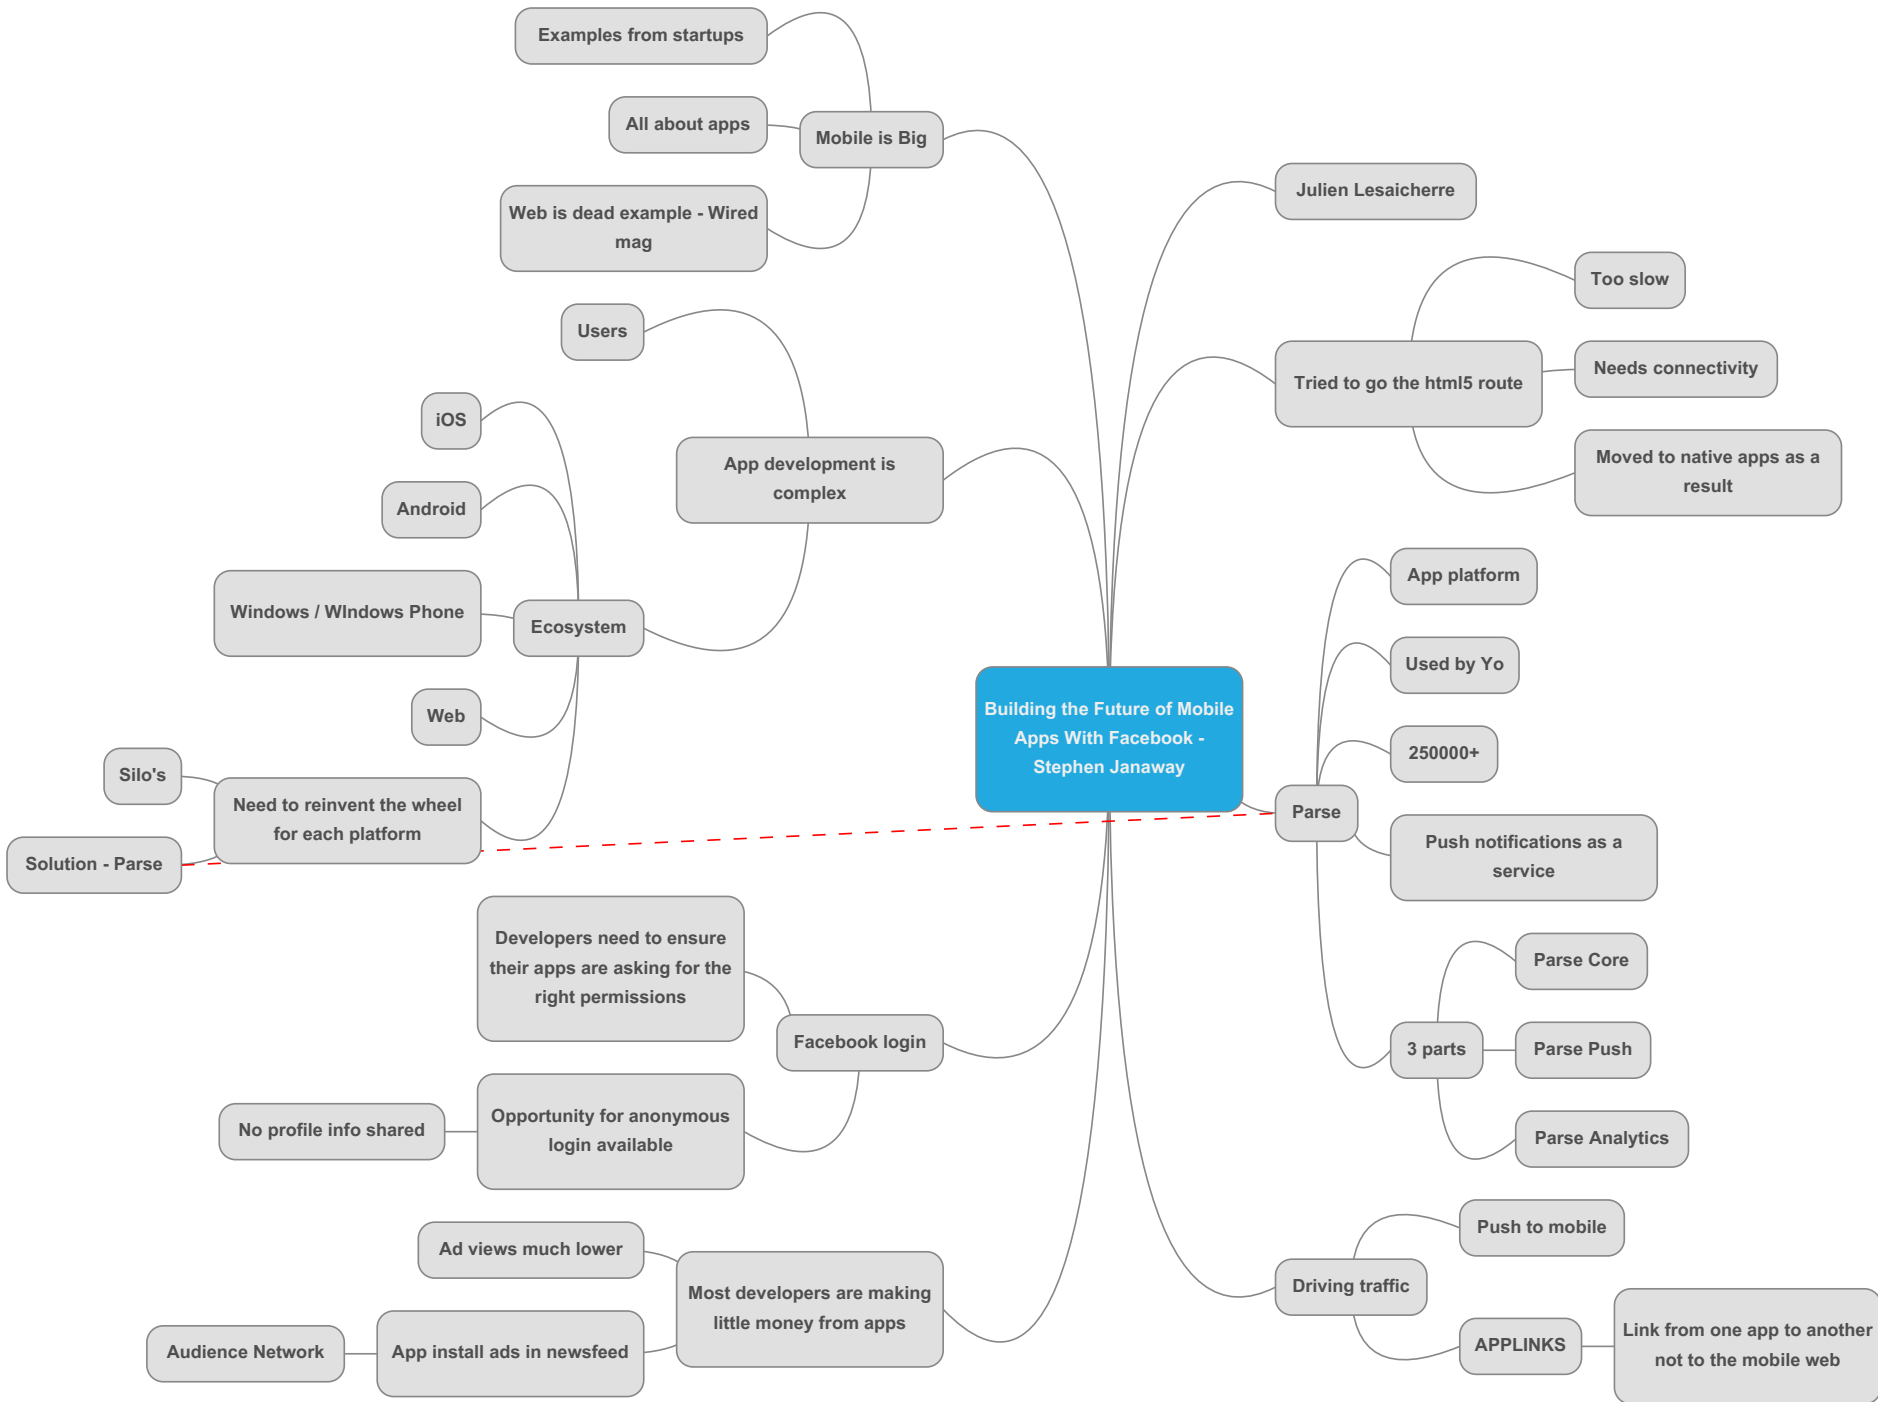 Examples from startups
All about apps
Mobile is Big
Web is dead example - Wired
mag
Users
iOS
App development is
complex
Android
Windows / WIndows Phone
Ecosystem
Web
Silo's
Need to reinvent the wheel
for each platform
Solution - Parse
Developers need to ensure
their apps are asking for the
right permissions
Facebook login
Opportunity for anonymous
login available
No profile info shared
Ad views much lower
Most developers are making
little money from apps
App install ads in newsfeed
Audience Network
Building the Future of Mobile
Apps With Facebook -
Stephen Janaway
Julien Lesaicherre
Too slow
Tried to go the html5 route
Needs connectivity
Moved to native apps as a
result
App platform
Used by Yo
250000+
Parse
Push notifications as a
service
Parse Core
3 parts
Parse Push
Parse Analytics
Push to mobile
Driving traffic
APPLINKS
Link from one app to another
not to the mobile web